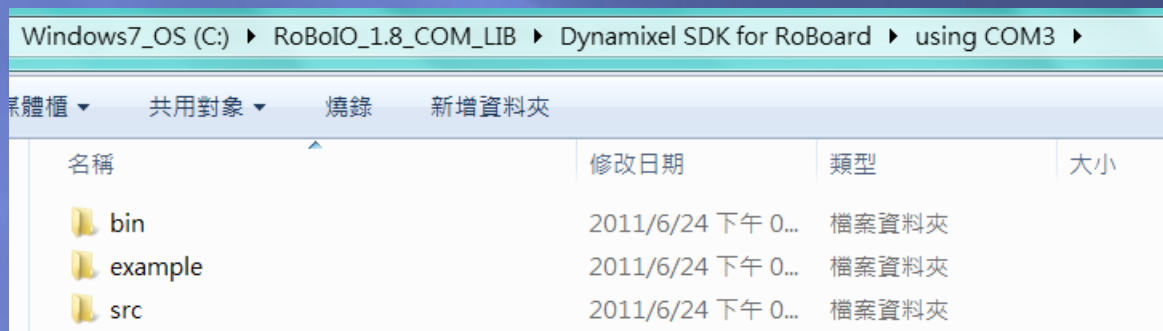 Windows7_OS (C:) ▸ RoBoIO_1.8_COM_LIB ▸ Dynamixel SDK for RoBoard ▸ using COM3 ▸
媒體櫃 ▾ 共用對象 ▾ 燒錄 新增資料夾
名稱 修改日期 類型 大小
bin 2011/6/24 下午 0... 檔案資料夾
example 2011/6/24 下午 0... 檔案資料夾
src 2011/6/24 下午 0... 檔案資料夾